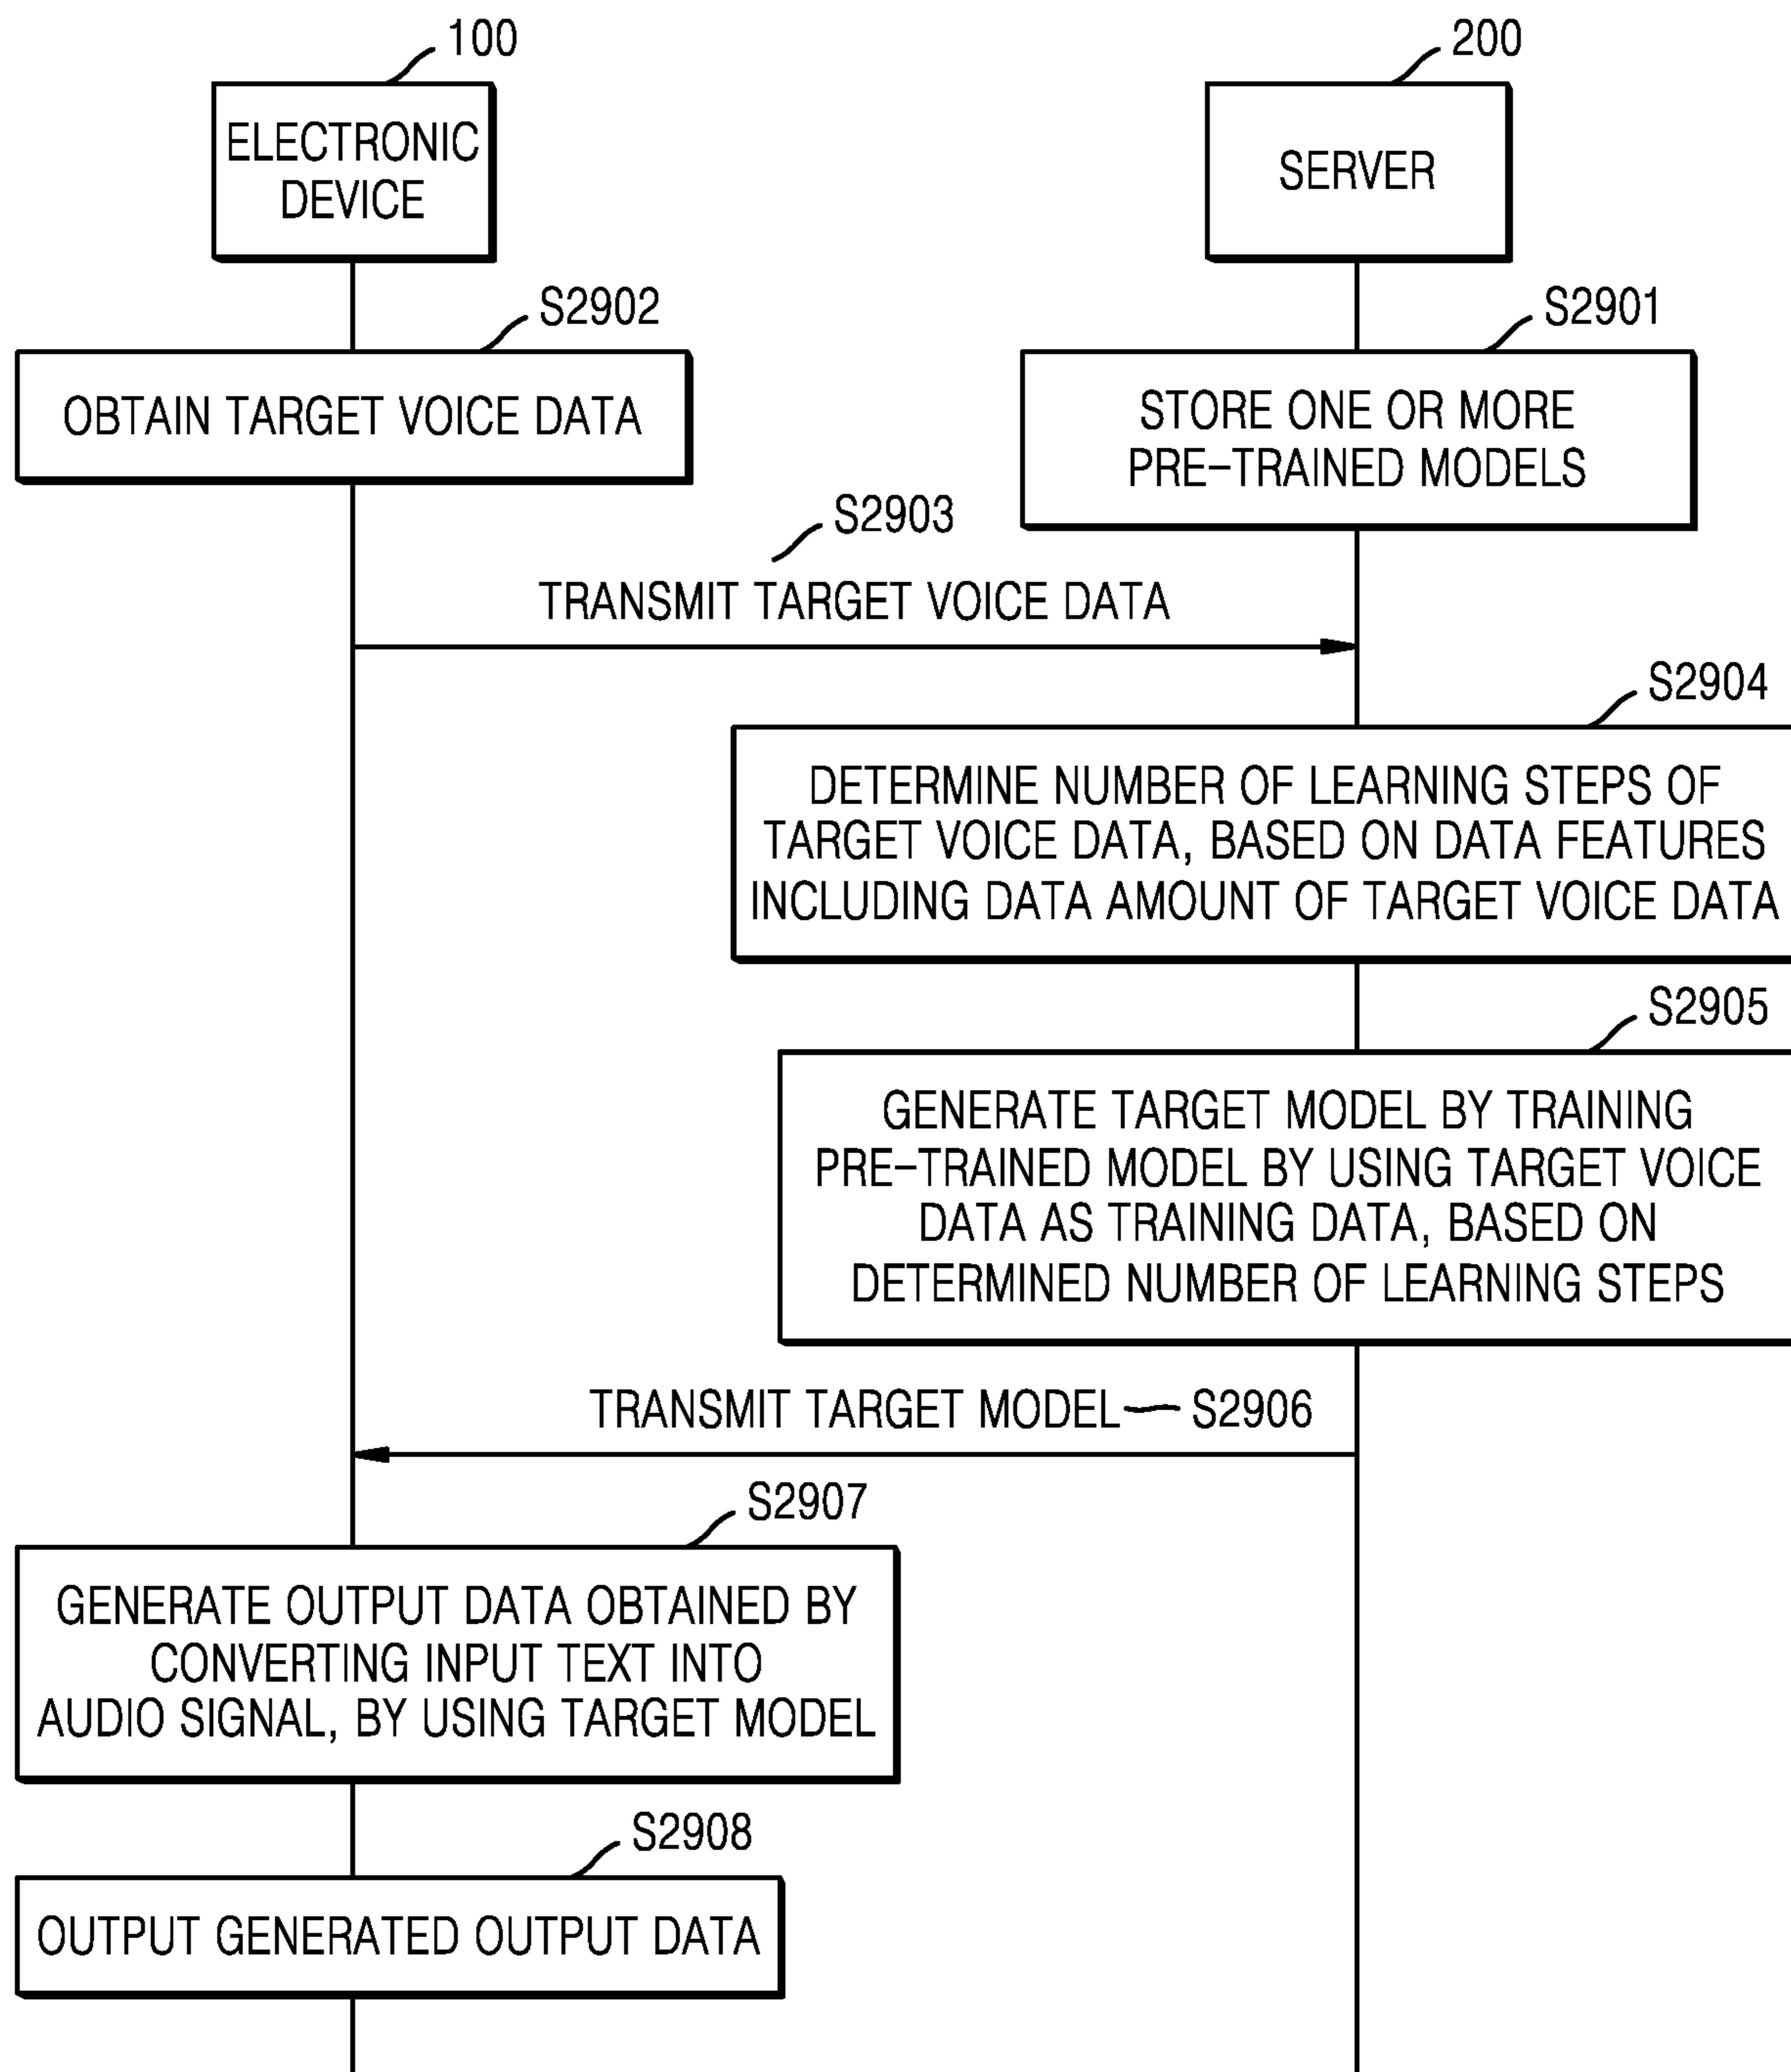 100
200
ELECTRONIC
DEVICE
SERVER
S2902
S2901
OBTAIN TARGET VOICE DATA
STORE ONE OR MORE
PRE-TRAINED MODELS
S2903
TRANSMIT TARGET VOICE DATA
S2904
DETERMINE NUMBER OF LEARNING STEPS OF
TARGET VOICE DATA, BASED ON DATA FEATURES
INCLUDING DATA AMOUNT OF TARGET VOICE DATA
S2905
GENERATE TARGET MODEL BY TRAINING
PRE-TRAINED MODEL BY USING TARGET VOICE
DATA AS TRAINING DATA, BASED ON
DETERMINED NUMBER OF LEARNING STEPS
TRANSMIT TARGET MODEL S2906
S2907
GENERATE OUTPUT DATA OBTAINED BY
CONVERTING INPUT TEXT INTO
AUDIO SIGNAL, BY USING TARGET MODEL
S2908
OUTPUT GENERATED OUTPUT DATA